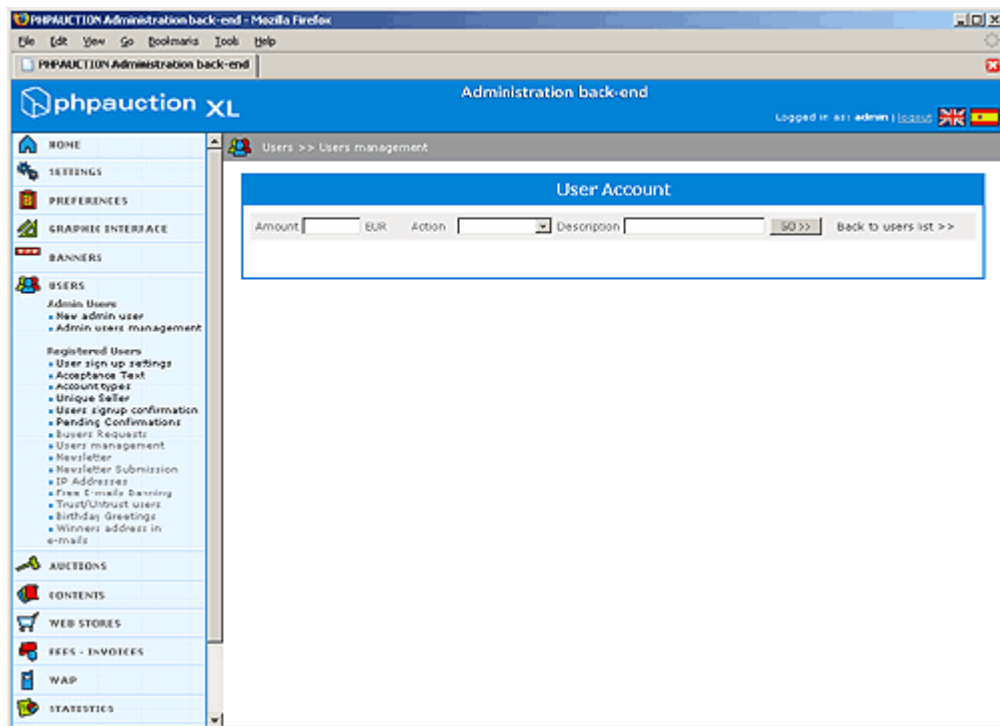 PHPAUCTION Administration back-end - Mozilla Firefox
File Edit View Go Bookmarks Tools Help
PHPAUCTION Administration back-end
phpauction XL
Administration back-end
Logged in as: admin | logout
HOME
SETTINGS
PREFERENCES
GRAPHIC INTERFACE
BANNERS
USERS
Admin Users
New admin user
Admin users management
Registered Users
User sign up settings
Acceptance Text
Account types
Unique Seller
Users signup confirmation
Pending Confirmations
Buyers Requests
Users management
Newsletter
Newsletter Submission
IP Addresses
Free E-mails Banning
Trust/Untrust users
Birthday Greetings
Winners address in
e-mails
AUCTIONS
CONTENTS
WEB STORES
FEES - INVOICES
WAP
STATISTICS
Users >> Users management
User Account
Amount EUR Action Description GO >> Back to users list >>